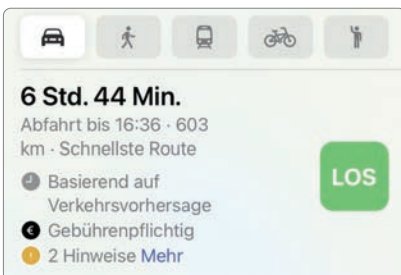 6 Std. 44 Min.
Abfahrt bis 16:36 · 603
km · Schnellste Route
LOS
Basierend auf
Verkehrsvorhersage
Gebührenpflichtig
2 Hinweise Mehr